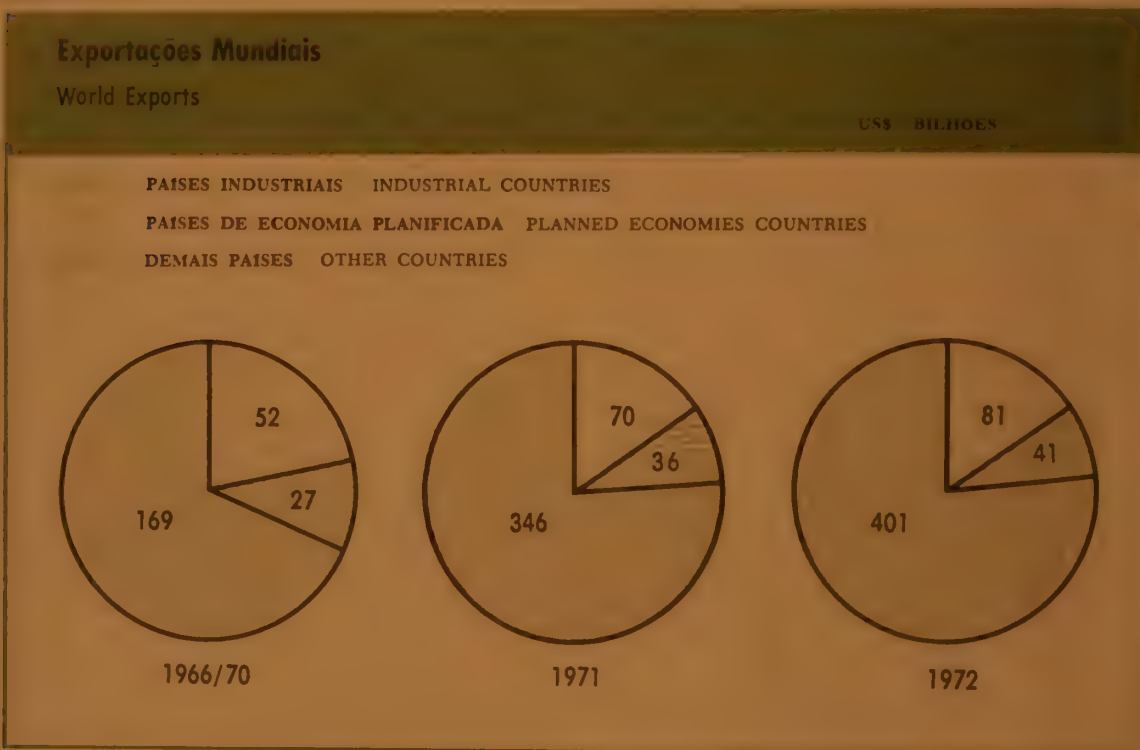 Exportações Mundiais
World Exports
US$ BILHOES
PAISES INDUSTRIAIS INDUSTRIAL COUNTRIES
PAISES DE ECONOMIA PLANIFICADA PLANNED ECONOMIES COUNTRIES
DEMAIS PAISES OTHER COUNTRIES
52
27
169
1966/70
70
36
346
1971
81
41
401
1972